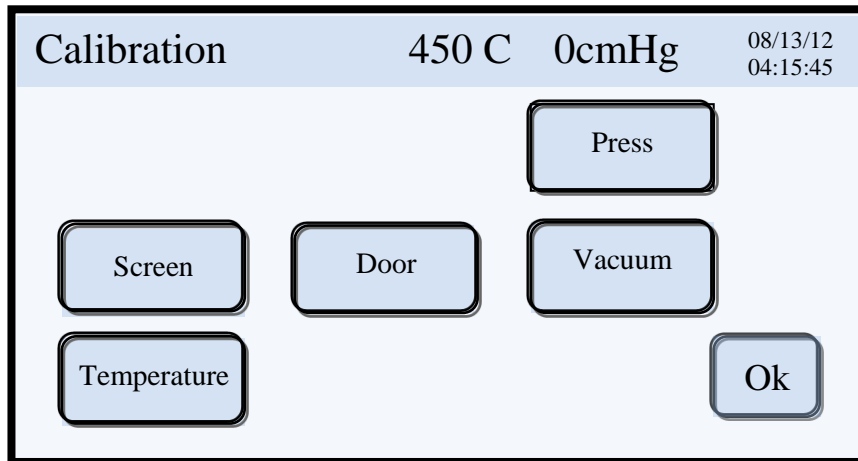 Calibration 450 C 0cmHg 08/13/12
04:15:45
Press
Screen Door Vacuum
Temperature Ok